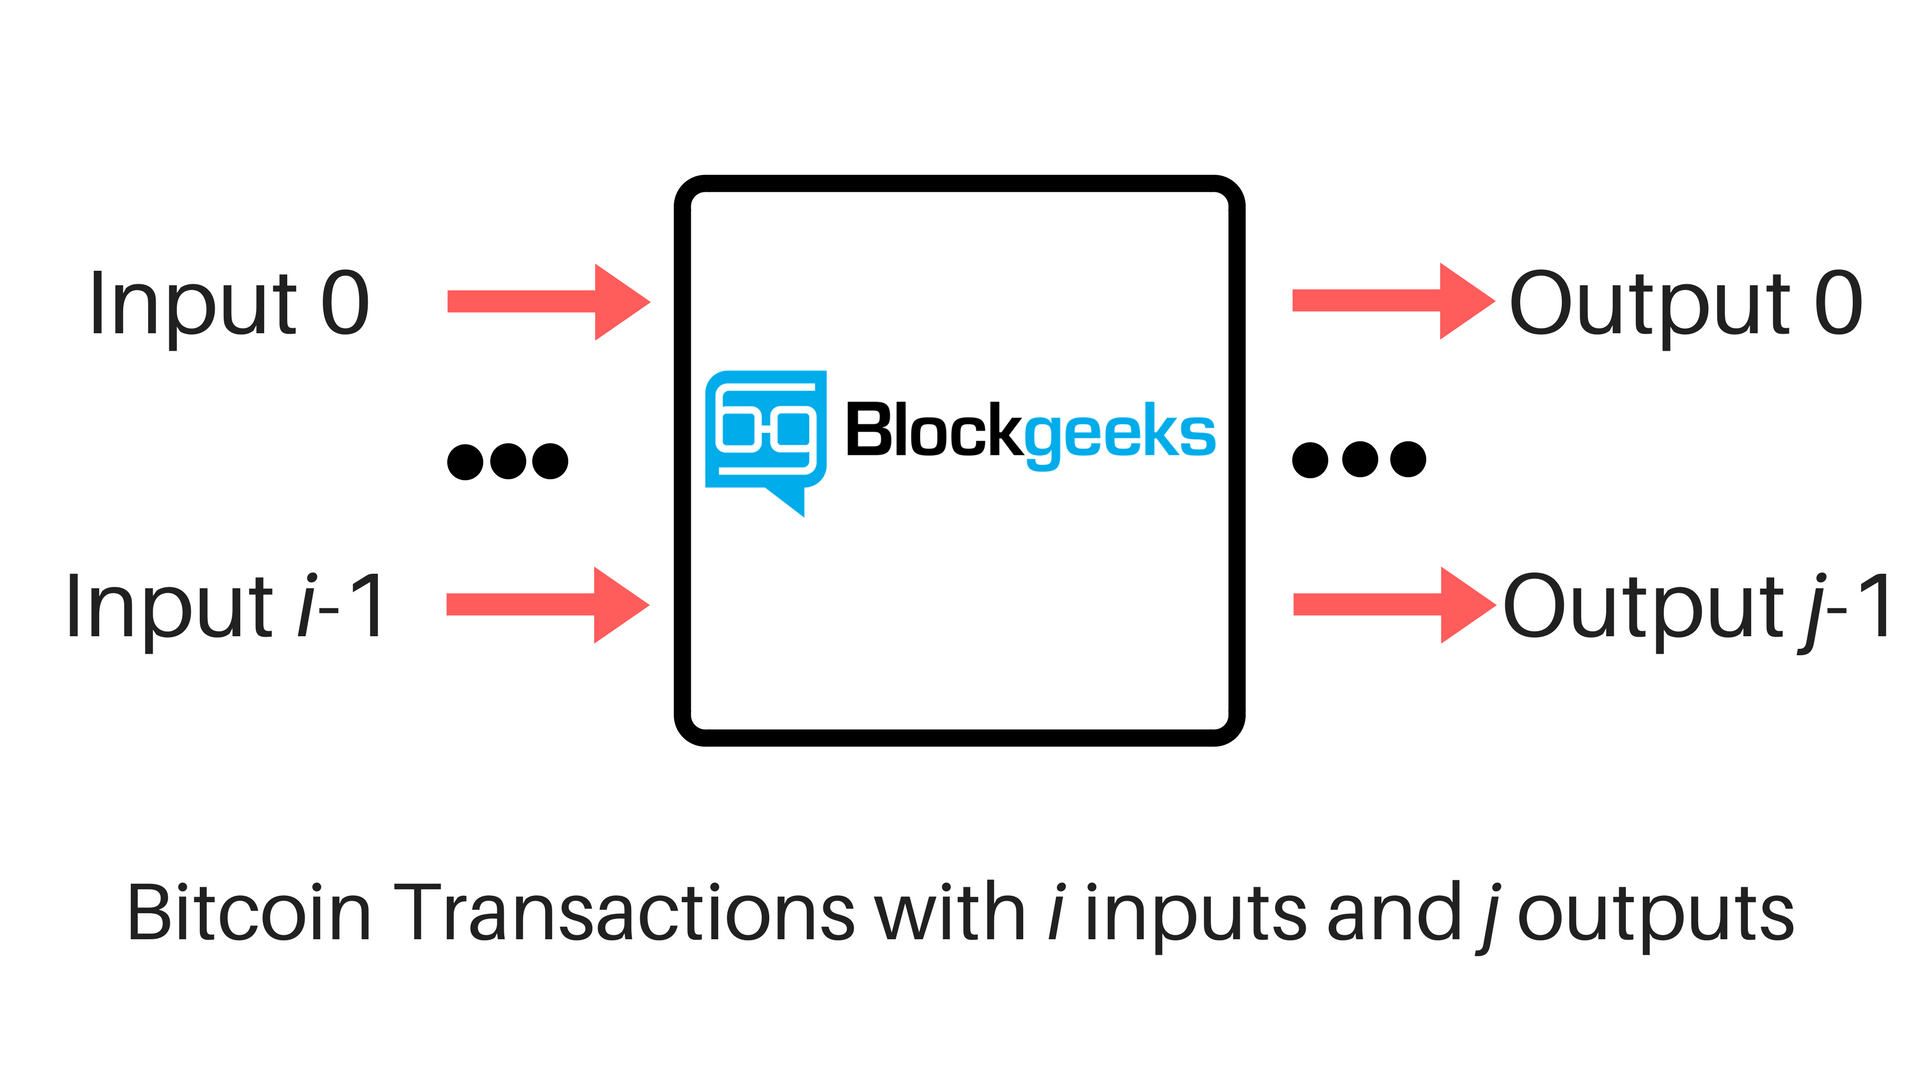 Input 0
Output 0
Blockgeeks
Input i-1
Output j-1
Bitcoin Transactions with i inputs and j outputs